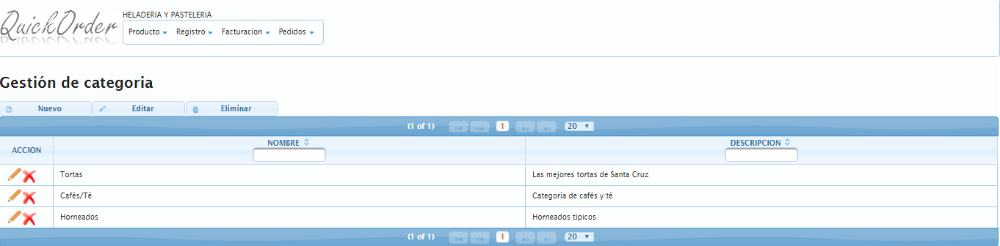 QuickOrder
HELADERIA Y PASTELERIA
Producto Registro Facturacion Pedidos
Gestión de categoria
Nuevo Editar Eliminar
(1 of 1) 1 20
ACCION NOMBRE DESCRIPCION
Tortas Las mejores tortas de Santa Cruz
Cafés/Té Categoría de cafés y té
Horneados Horneados tipicos
(1 of 1) 1 20